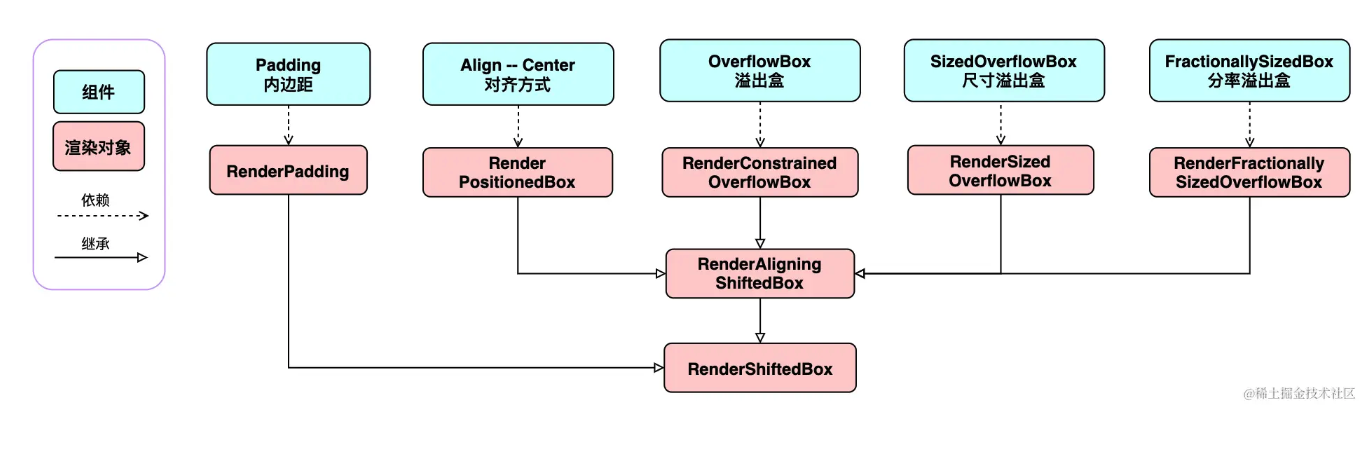 组件
渲染对象
依赖
继承
Padding
内边距
Align -- Center
对齐方式
OverflowBox
溢出盒
SizedOverflowBox
尺寸溢出盒
FractionallySizedBox
分率溢出盒
RenderPadding
Render
PositionedBox
RenderConstrained
OverflowBox
RenderSized
OverflowBox
RenderFractionally
SizedOverflowBox
RenderAligning
ShiftedBox
RenderShiftedBox
@稀土掘金技术社区